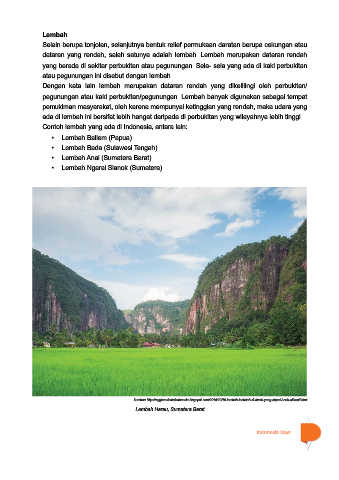 Lembah
Selain berupa tonjolan, selanjutnya bentuk relief permukaan daratan berupa cekungan atau
dataran yang rendah, salah satunya adalah lembah. Lembah merupakan dataran rendah
yang berada di sekitar perbukitan atau pegunungan. Sela- sela yang ada di kaki perbukitan
atau pegunungan ini disebut dengan lembah
Dengan kata lain lembah merupakan dataran rendah yang dikelilingi oleh perbukitan/
pegunungan atau kaki perbukitan/pegunungan. Lembah banyak digunakan sebagai tempat
pemukiman masyarakat, oleh karena mempunyai ketinggian yang rendah, maka udara yang
ada di lembah ini bersifat lebih hangat daripada di perbukitan yang wilayahnya lebih tinggi
Contoh lembah yang ada di Indonesia, antara lain:
• Lembah Baliem (Papua)
• Lembah Bada (Sulawesi Tengah)
• Lembah Anai (Sumatera Barat)
• Lembah Ngarai Sianok (Sumatera)
Lembah Harau, Sumatera Barat